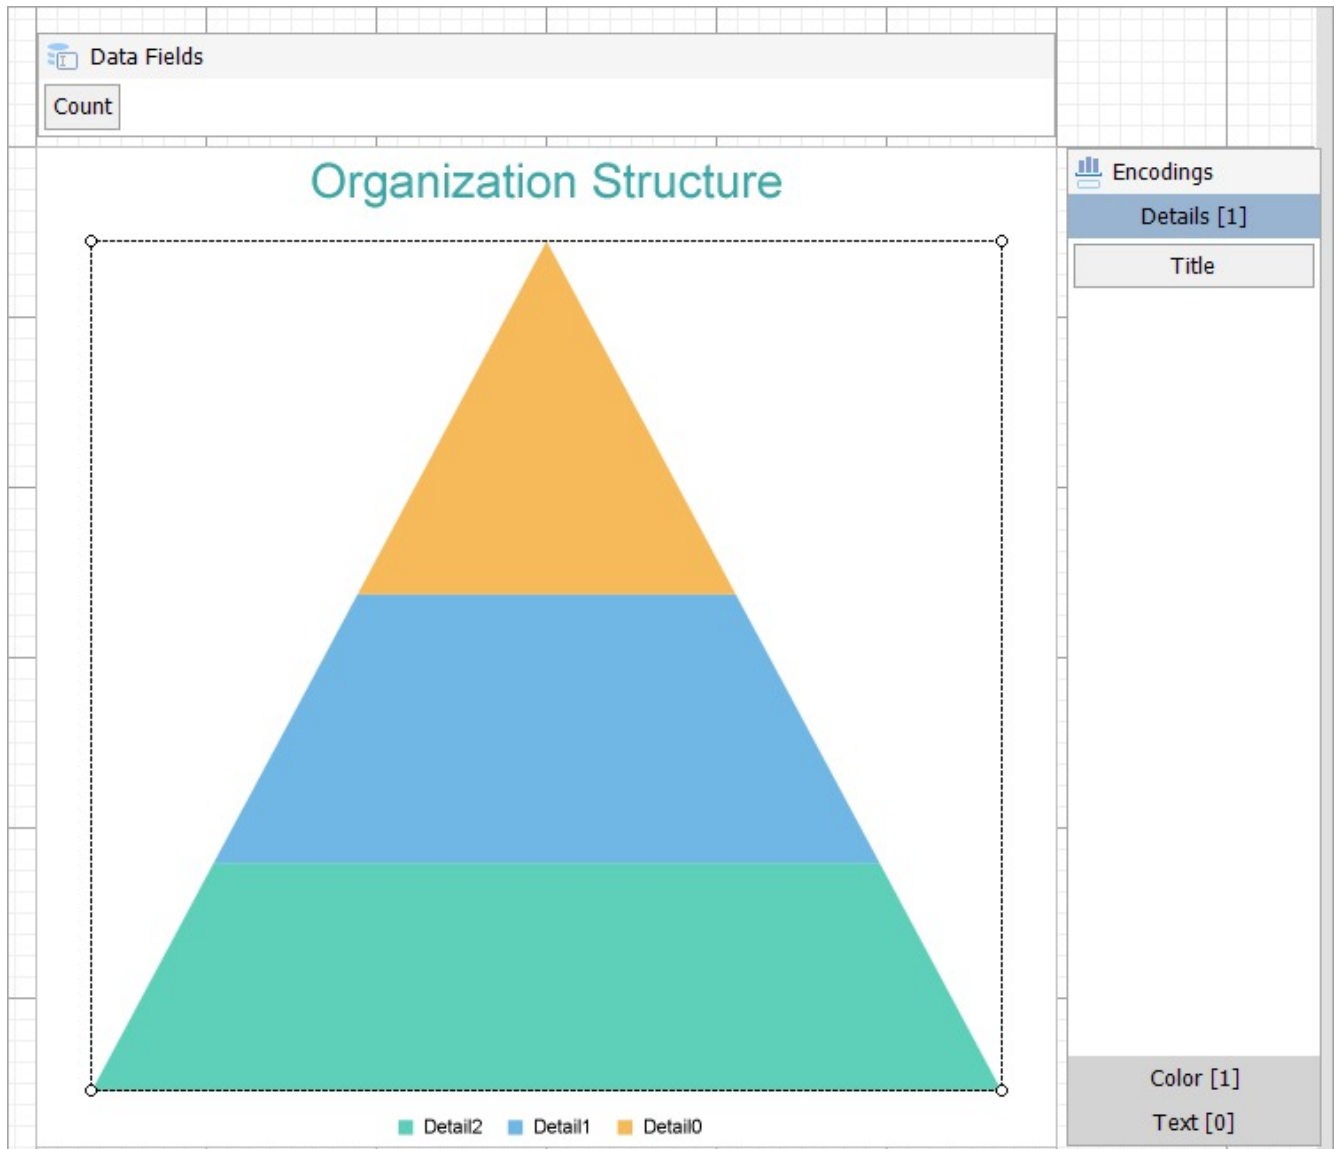 Data Fields
Count
Organization Structure
Encodings
Details [1]
Title
Color [1]
Text [0]
Detail2 Detail1 Detail0